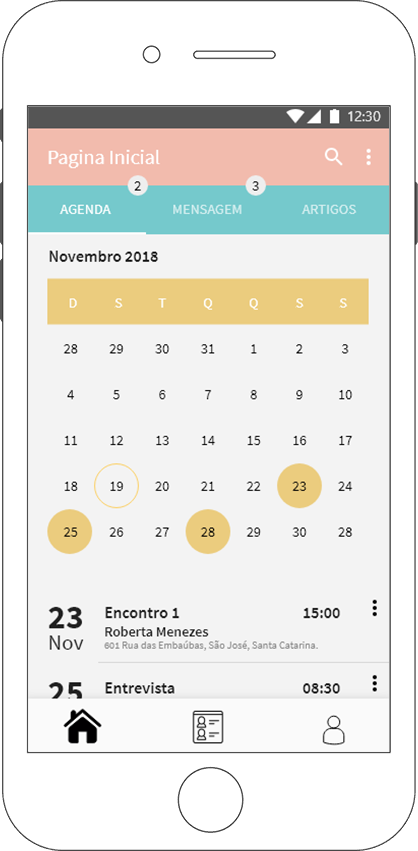 12:30
Pagina Inicial
2 3
AGENDA MENSAGEM ARTIGOS
Novembro 2018
D S T Q Q S S
28 29 30 31 1 2 3
4 5 6 7 8 9 10
11 12 13 14 15 16 17
18 19 20 21 22 23 24
25 26 27 28 29 30 28
23 Encontro 1 15:00
Nov Roberta Menezes
601 Rua das Embaúbas, São José, Santa Catarina.
25 Entrevista 08:30